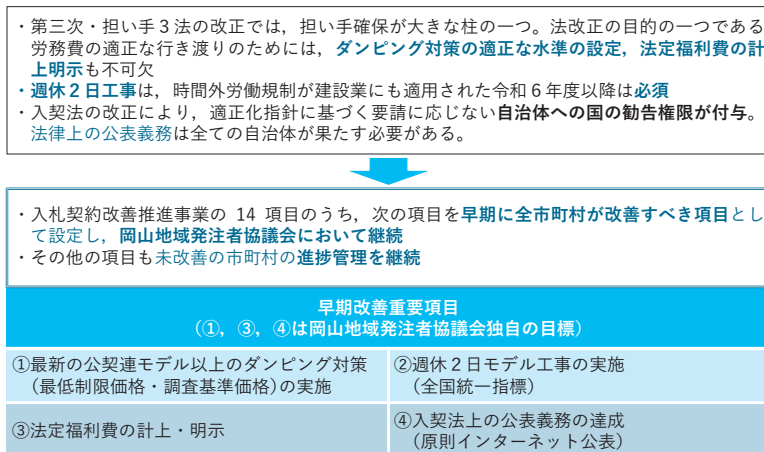 ・第三次・担い手３法の改正では，担い手確保が大きな柱の一つ。法改正の目的の一つである
労務費の適正な行き渡りのためには，ダンピング対策の適正な水準の設定，法定福利費の計
上明示も不可欠
・週休２日工事は，時間外労働規制が建設業にも適用された令和６年度以降は必須
・入契法の改正により，適正化指針に基づく要請に応じない自治体への国の勧告権限が付与。
法律上の公表義務は全ての自治体が果たす必要がある。
・入札契約改善推進事業の 14 項目のうち，次の項目を早期に全市町村が改善すべき項目とし
て設定し，岡山地域発注者協議会において継続
・その他の項目も未改善の市町村の進捗管理を継続
早期改善重要項目
（①，③，④は岡山地域発注者協議会独自の目標）
①最新の公契連モデル以上のダンピング対策
（最低制限価格・調査基準価格）の実施
②週休２日モデル工事の実施
（全国統一指標）
③法定福利費の計上・明示
④入契法上の公表義務の達成
（原則インターネット公表）